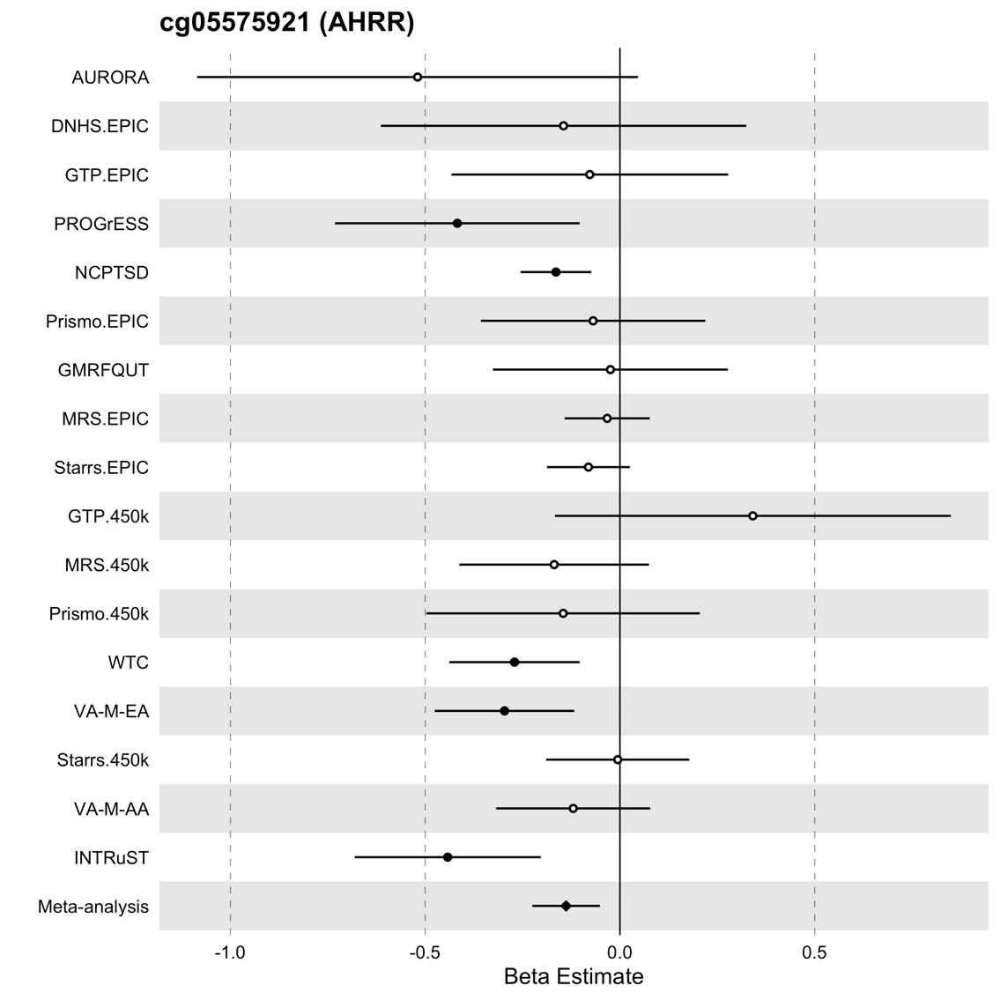 cg05575921 (AHRR)
AURORA
DNHS.EPIC
GTP.EPIC
PROGrESS
NCPTSD
Prismo.EPIC
GMRFQUT
MRS.EPIC
Starrs.EPIC
GTP.450k
MRS.450k
Prismo.450k
WTC
VA-M-EA
Starrs.450k
VA-M-AA
INTRuST
Meta-analysis
-1.0 -0.5 0.0 0.5
Beta Estimate